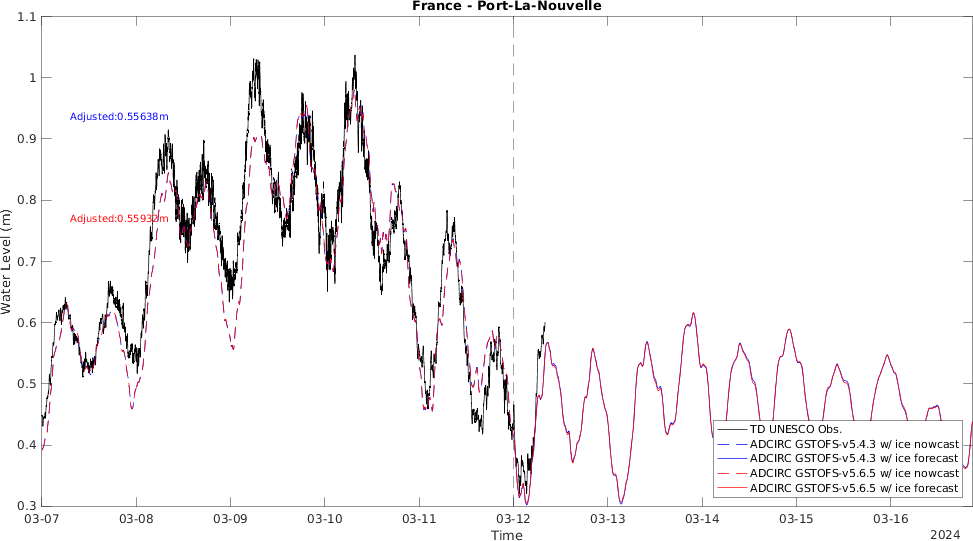 France - Port-La-Nouvelle
Water Level (m)
1.1
1
0.9
0.8
0.7
0.6
0.5
0.4
0.3
Adjusted:0.55638m
Adjusted:0.55932m
TD UNESCO Obs.
ADCIRC GSTOFS-v5.4.3 w/ ice nowcast
ADCIRC GSTOFS-v5.4.3 w/ ice forecast
ADCIRC GSTOFS-v5.6.5 w/ ice nowcast
ADCIRC GSTOFS-v5.6.5 w/ ice forecast
03-07 03-08 03-09 03-10 03-11 03-12 03-13 03-14 03-15 03-16
Time
2024